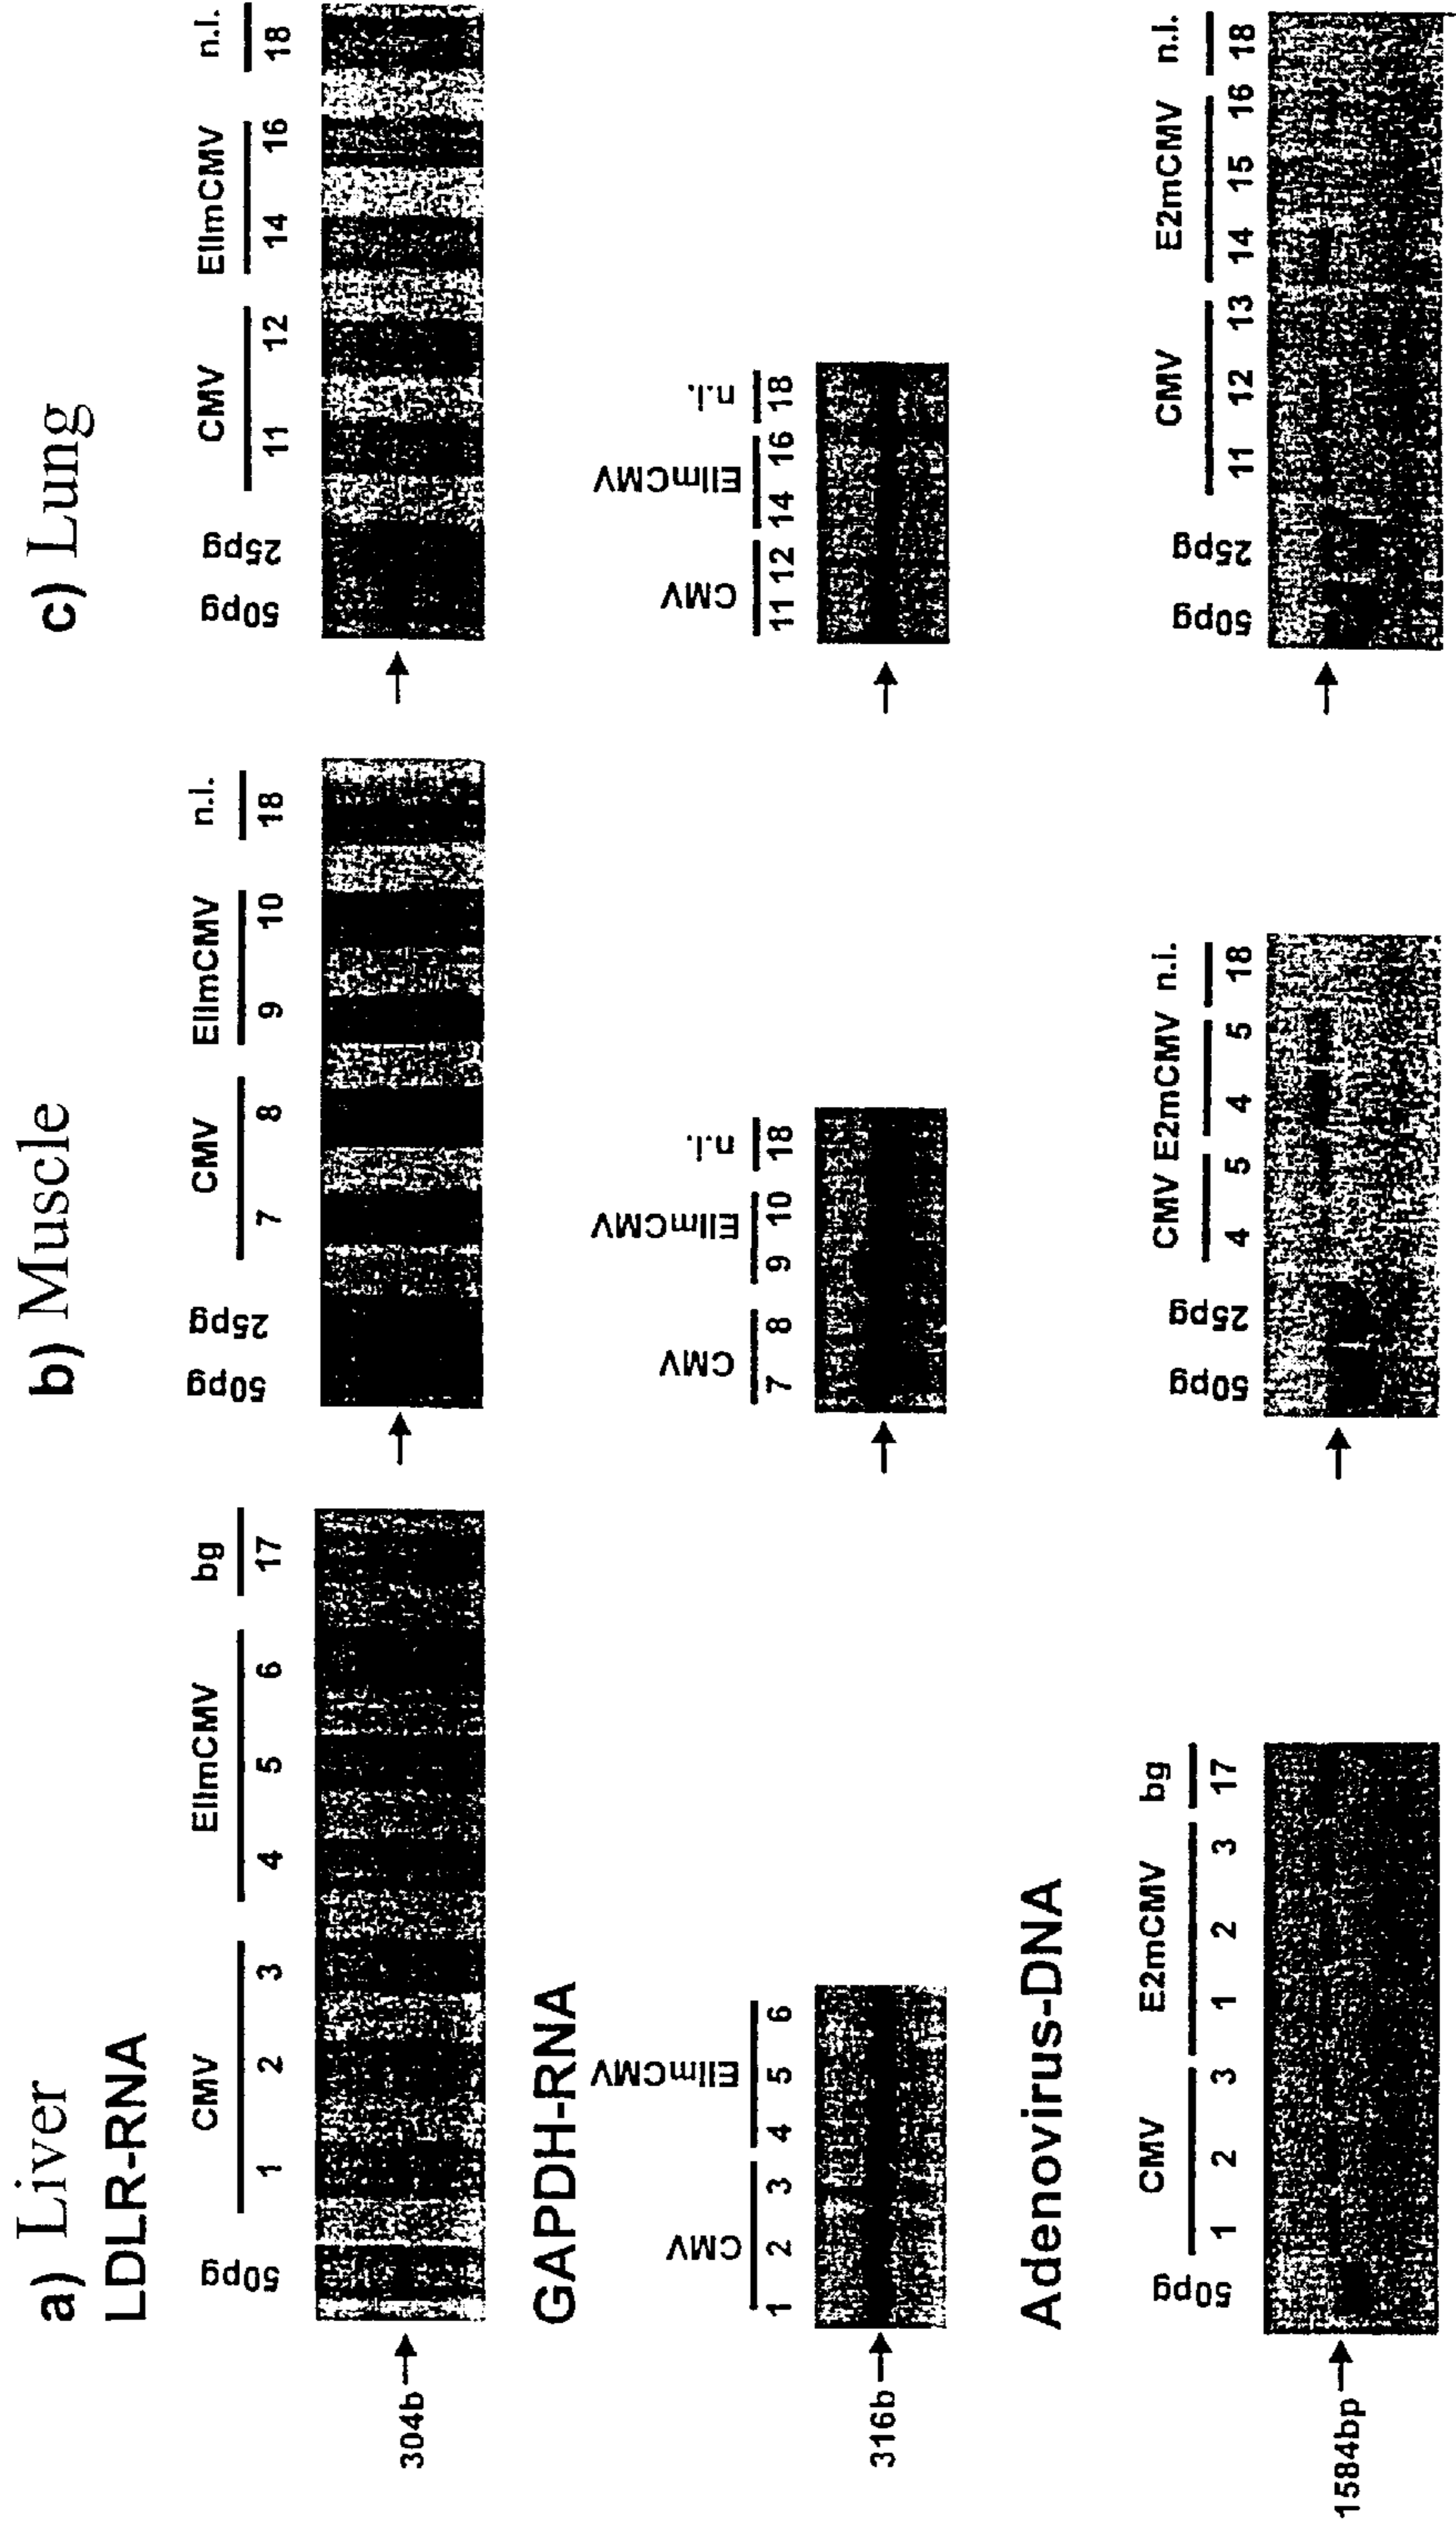 a) Liver
LDLR-RNA
CMV EIImCMV bg
50pg 1 2 3 4 5 6 17
304b
GAPDH-RNA
CMV EIImCMV
1 2 3 4 5 6
316b
Adenovirus-DNA
CMV E2mCMV bg
50pg 1 2 3 1 2 3 17
1584bp
b) Muscle
CMV EIImCMV n.I.
50pg 25pg 7 8 9 10 18
CMV EIImCMV n.i.
7 8 9 10 18
CMV E2mCMV n.i.
50pg 25pg 4 5 4 5 18
c) Lung
CMV EIImCMV n.I.
50pg 25pg 11 12 14 16 18
CMV EIImCMV n.i.
11 12 14 16 18
CMV E2mCMV n.I.
50pg 25pg 11 12 13 14 15 16 18